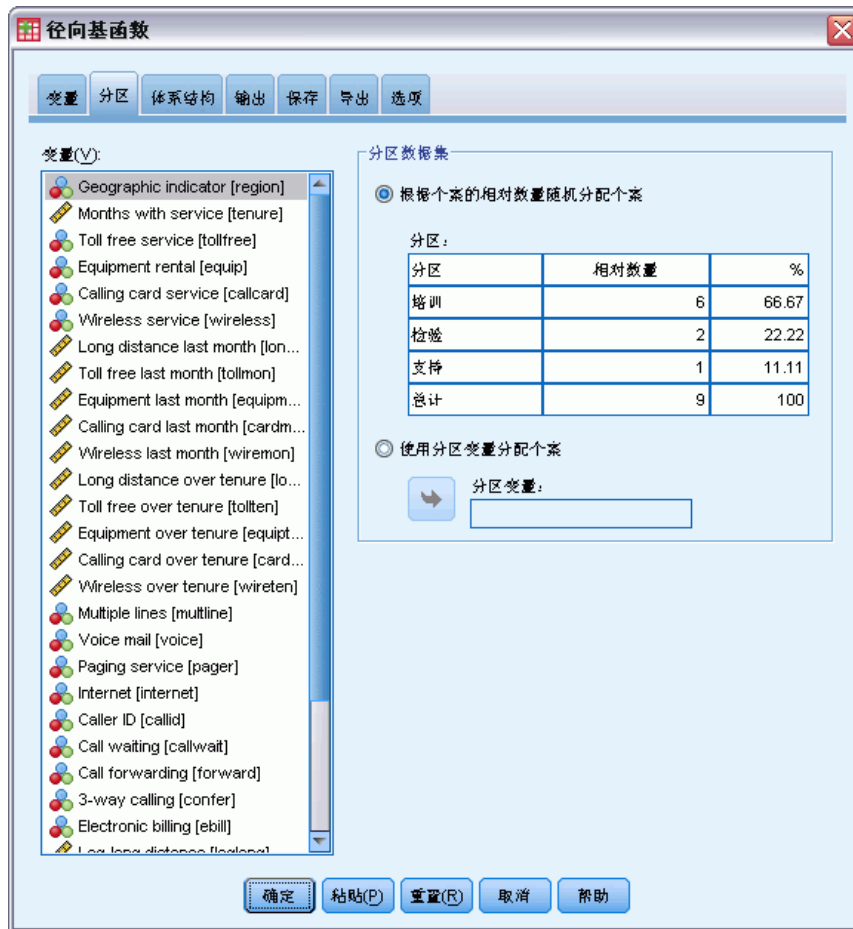 径向基函数
变量 分区 体系结构 输出 保存 导出 选项
变量(V):
Geographic indicator [region]
Months with service [tenure]
Toll free service [tollfree]
Equipment rental [equip]
Calling card service [callcard]
Wireless service [wireless]
Long distance last month [lon...
Toll free last month [tollmon]
Equipment last month [equipm...
Calling card last month [cardm...
Wireless last month [wiremon]
Long distance over tenure [lo...
Toll free over tenure [tollten]
Equipment over tenure [equipt...
Calling card over tenure [card...
Wireless over tenure [wireten]
Multiple lines [multline]
Voice mail [voice]
Paging service [pager]
Internet [internet]
Caller ID [callid]
Call waiting [callwait]
Call forwarding [forward]
3-way calling [confer]
Electronic billing [ebill]
Log-long distance [loglong]
分区数据集
根据个案的相对数量随机分配个案
分区:
分区 相对数量 %
培训 6 66.67
检验 2 22.22
支持 1 11.11
总计 9 100
使用分区变量分配个案
分区变量:
确定 粘贴(P) 重置(R) 取消 帮助